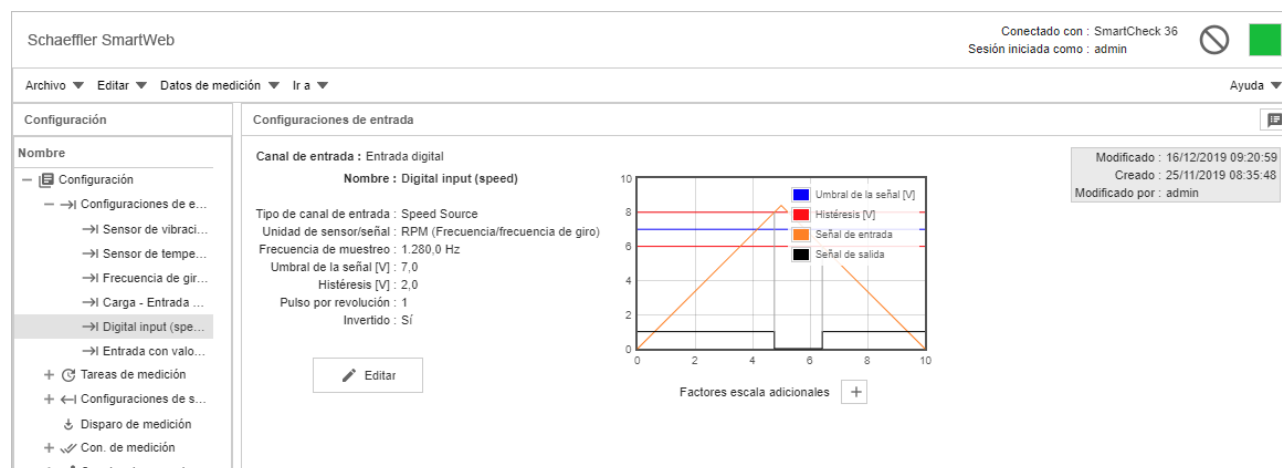 Schaeffler SmartWeb
Conectado con : SmartCheck 36
Sesión iniciada como : admin
Archivo Editar Datos de medición Ir a Ayuda
Configuración
Nombre
Configuración
Configuraciones de e...
Sensor de vibraci...
Sensor de tempe...
Frecuencia de gir...
Carga - Entrada ...
Digital input (spe...
Entrada con valo...
Tareas de medición
Configuraciones de s...
Disparo de medición
Con. de medición
Configuraciones de entrada
Canal de entrada : Entrada digital
Nombre : Digital input (speed)
Tipo de canal de entrada : Speed Source
Unidad de sensor/señal : RPM (Frecuencia/frecuencia de giro)
Frecuencia de muestreo : 1.280,0 Hz
Umbral de la señal [V] : 7,0
Histéresis [V] : 2,0
Pulso por revolución : 1
Invertido : Sí
Editar
10
8
6
4
2
0
0 2 4 6 8 10
Umbral de la señal [V]
Histéresis [V]
Señal de entrada
Señal de salida
Factores escala adicionales
Modificado : 16/12/2019 09:20:59
Creado : 25/11/2019 08:35:48
Modificado por : admin